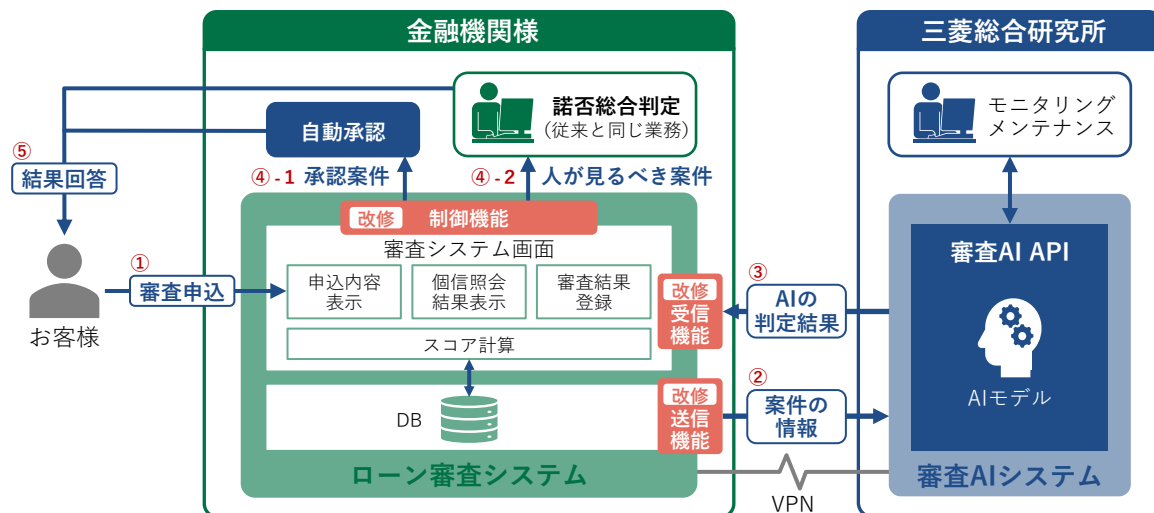 金融機関様
三菱総合研究所
諾否総合判定
(従来と同じ業務)
自動承認
モニタリング
メンテナンス
⑤
結果回答
④-1 承認案件
④-2 人が見るべき案件
改修 制御機能
審査システム画面
申込内容
表示
個信照会
結果表示
審査結果
登録
スコア計算
①
審査申込
お客様
改修
受信
機能
③
AIの
判定結果
審査AI API
AIモデル
DB
改修
送信
機能
②
案件の
情報
ローン審査システム
VPN
審査AIシステム